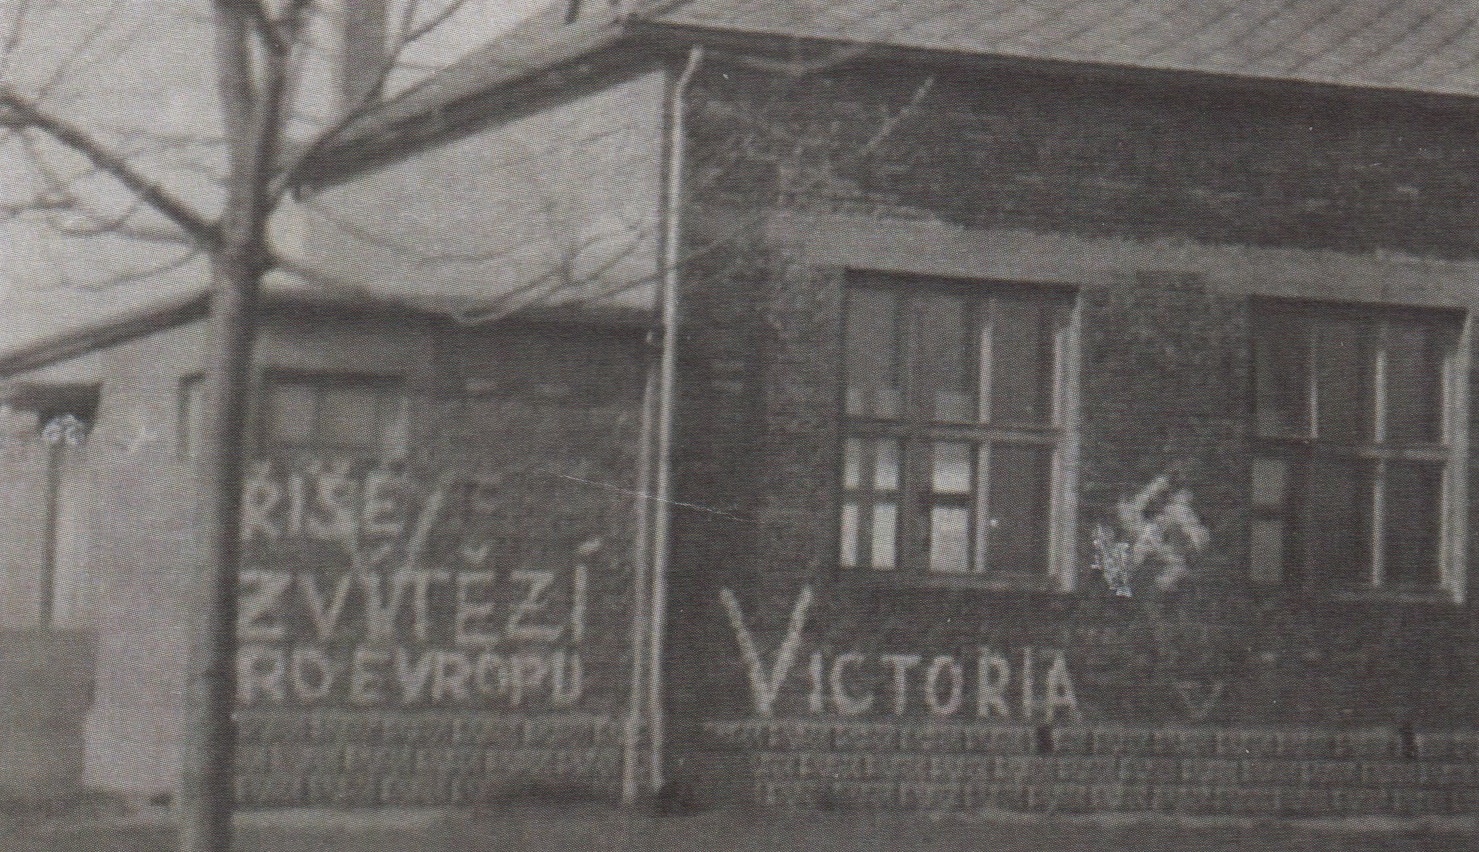 ŘÍŠE
ZVÍTĚZÍ
RO EVROPU
VICTORIA